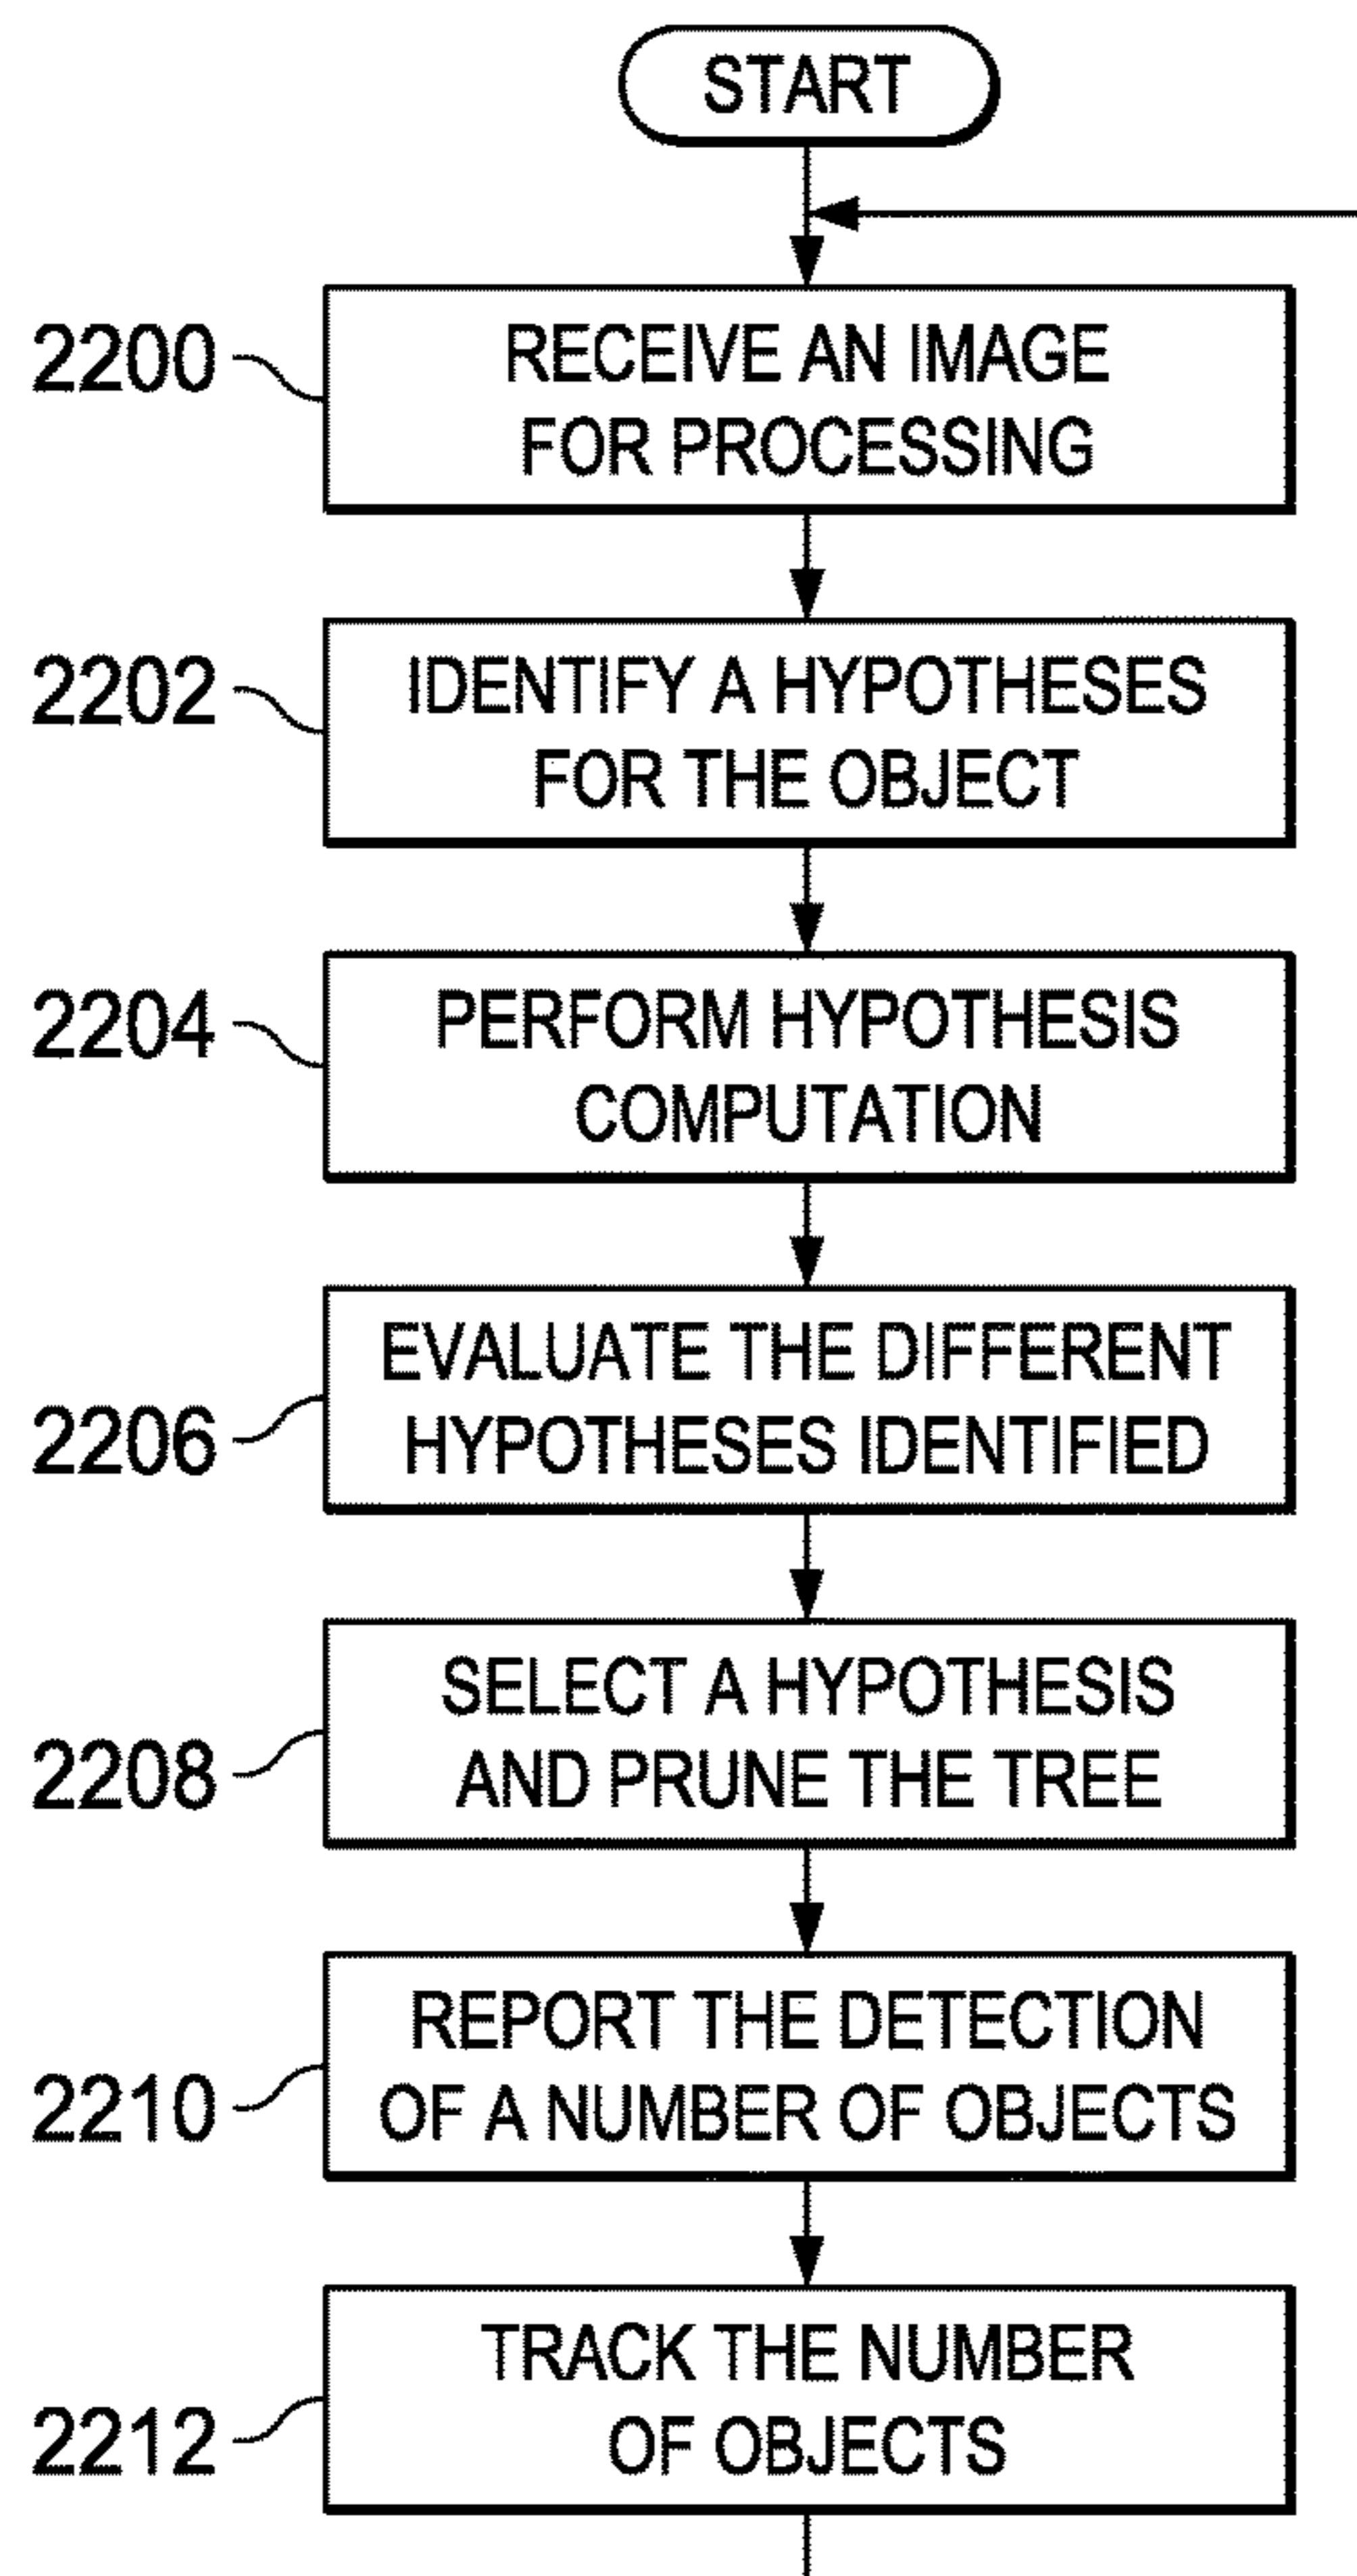 START
2200
RECEIVE AN IMAGE
FOR PROCESSING
2202
IDENTIFY A HYPOTHESES
FOR THE OBJECT
2204
PERFORM HYPOTHESIS
COMPUTATION
2206
EVALUATE THE DIFFERENT
HYPOTHESES IDENTIFIED
2208
SELECT A HYPOTHESIS
AND PRUNE THE TREE
2210
REPORT THE DETECTION
OF A NUMBER OF OBJECTS
2212
TRACK THE NUMBER
OF OBJECTS